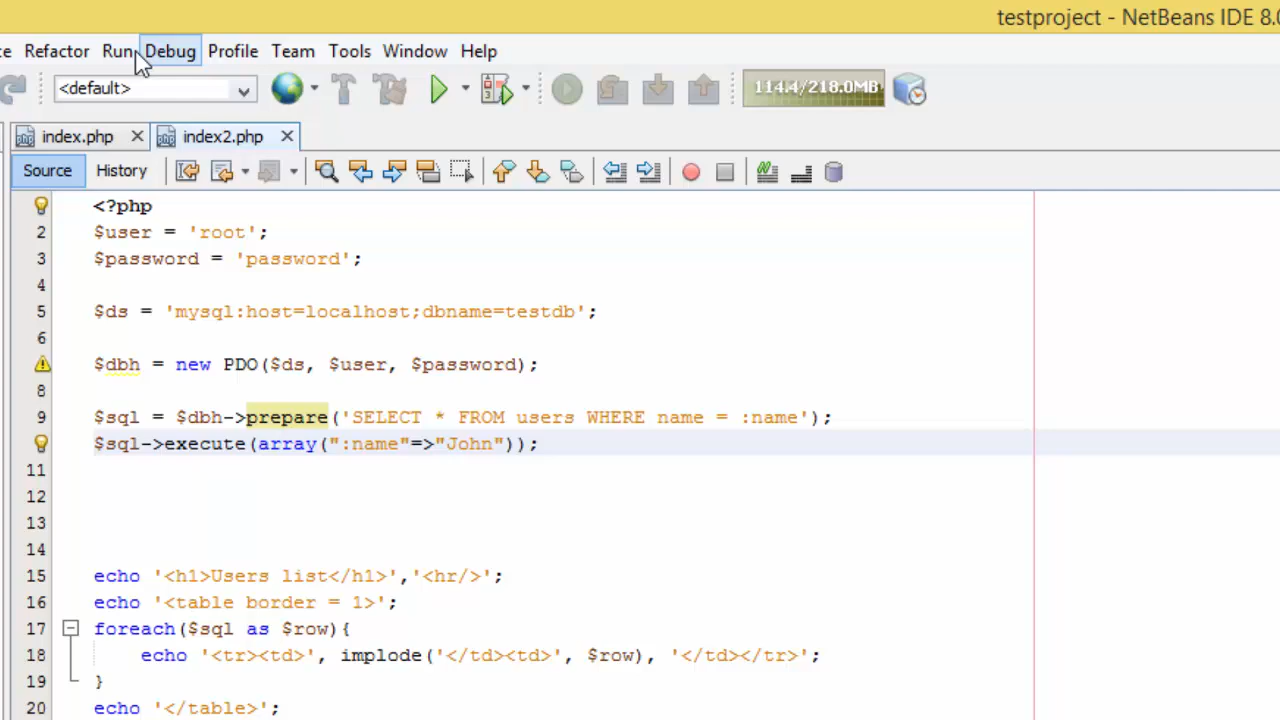 testproject - NetBeans IDE 8.0
ce Refactor Run Debug Profile Team Tools Window Help
<default> 114.4/218.0MB
index.php index2.php
Source History
<?php
2 $user = 'root';
3 $password = 'password';
4
5 $ds = 'mysql:host=localhost;dbname=testdb';
6
$dbh = new PDO($ds, $user, $password);
8
9 $sql = $dbh->prepare('SELECT * FROM users WHERE name = :name');
$sql->execute(array(":name"=>"John"));
11
12
13
14
15 echo '<h1>Users list</h1>','<hr/>';
16 echo '<table border = 1>';
17 foreach($sql as $row){
18 echo '<tr><td>', implode('</td><td>', $row), '</td></tr>';
19 }
20 echo '</table>';